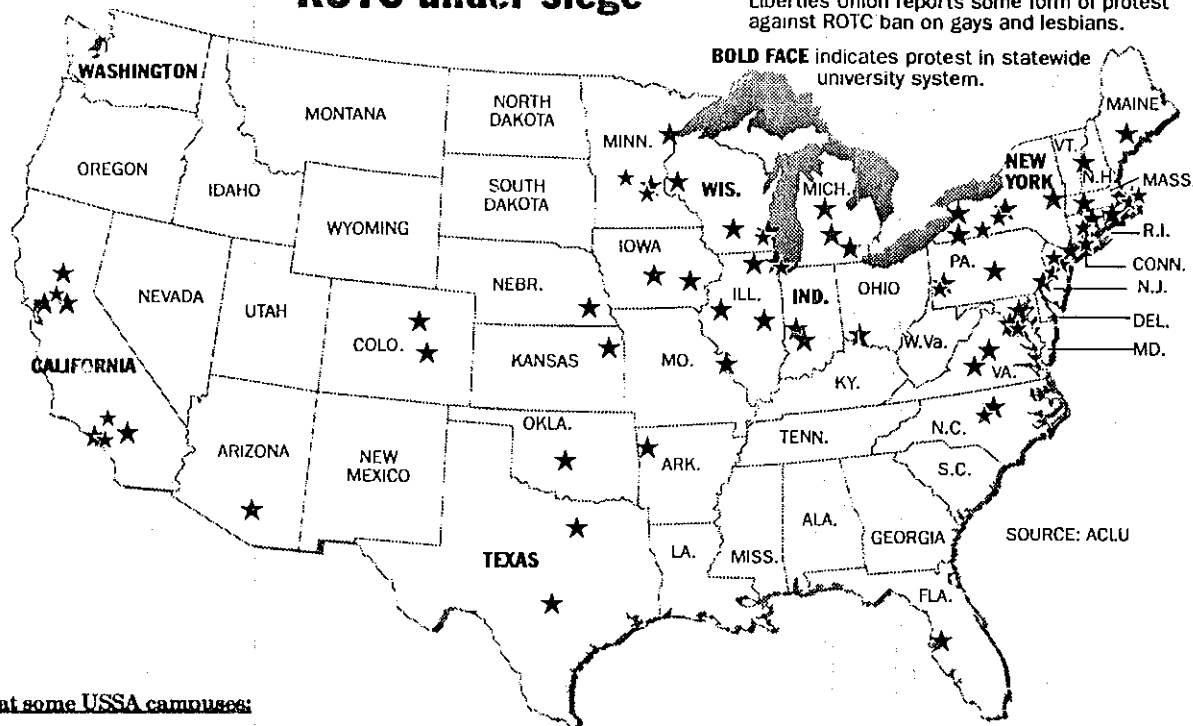 ROTC under siege
Liberties Union reports some form of protest
against ROTC ban on gays and lesbians.
BOLD FACE indicates protest in statewide
university system.
WASHINGTON
MONTANA
NORTH
DAKOTA
MINN.
MAINE
VT.
OREGON
IDAHO
SOUTH
DAKOTA
WIS.
MICH.
NEW
YORK
N.H.
MASS.
WYOMING
R.I.
IOWA
PA.
CONN.
NEBR.
N.J.
NEVADA
UTAH
ILL.
IND.
OHIO
DEL.
COLO.
W.Va.
MD.
CALIFORNIA
KANSAS
MO.
VA.
KY.
OKLA.
N.C.
TENN.
ARIZONA
NEW
MEXICO
ARK.
S.C.
ALA.
GEORGIA
SOURCE: ACLU
TEXAS
LA.
MISS.
FLA.
at some USSA campuses: